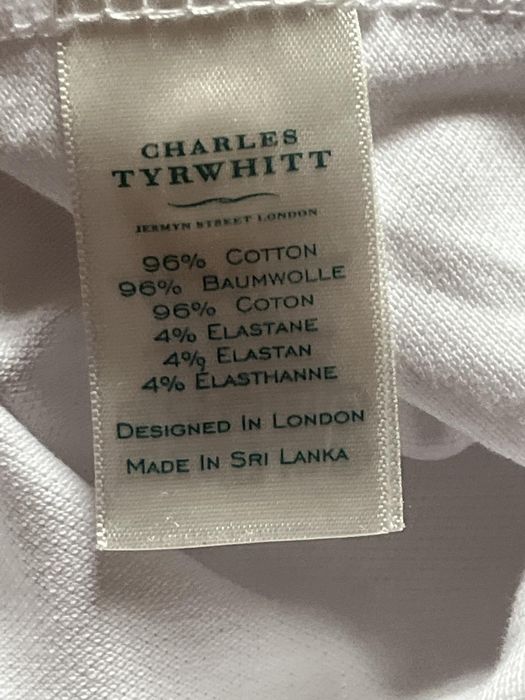 CHARLES
TYRWHITT
JERMYN STREET LONDON
96% COTTON
96% BAUMWOLLE
96% COTON
4% ELASTANE
4% ELASTAN
4% ELASTHANNE
DESIGNED IN LONDON
MADE IN SRI LANKA